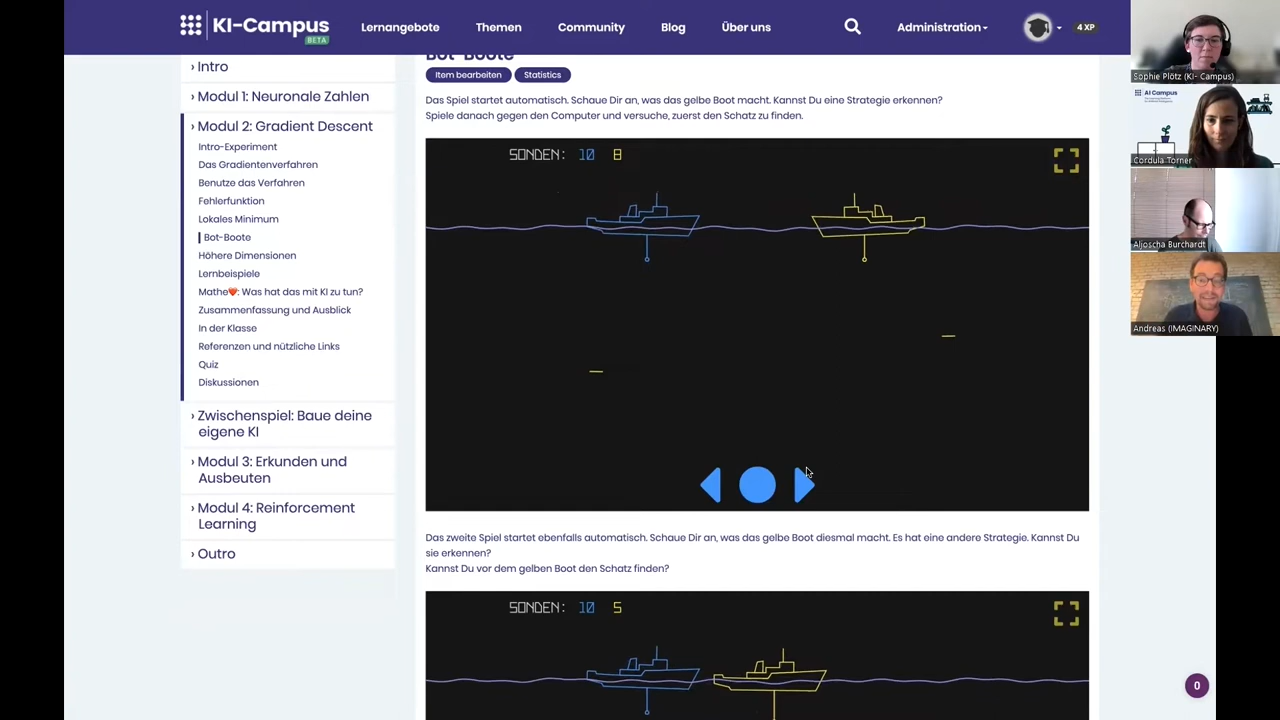 KI-Campus
BETA
Lernangebote
Themen
Community
Blog
Über uns
Administration
4 XP
Intro
Modul 1: Neuronale Zahlen
Modul 2: Gradient Descent
Intro-Experiment
Das Gradientenverfahren
Benutze das Verfahren
Fehlerfunktion
Lokales Minimum
Bot-Boote
Höhere Dimensionen
Lernbeispiele
Mathe❤️: Was hat das mit KI zu tun?
Zusammenfassung und Ausblick
In der Klasse
Referenzen und nützliche Links
Quiz
Diskussionen
Zwischenspiel: Baue deine
eigene KI
Modul 3: Erkunden und
Ausbeuten
Modul 4: Reinforcement
Learning
Outro
Bot-Boote
Item bearbeiten Statistics
Das Spiel startet automatisch. Schaue Dir an, was das gelbe Boot macht. Kannst Du eine Strategie erkennen?
Spiele danach gegen den Computer und versuche, zuerst den Schatz zu finden.
SONDEN: 10 8
Das zweite Spiel startet ebenfalls automatisch. Schaue Dir an, was das gelbe Boot diesmal macht. Es hat eine andere Strategie. Kannst Du
sie erkennen?
Kannst Du vor dem gelben Boot den Schatz finden?
SONDEN: 10 5
0
Sophie Plötz (KI- Campus)
AI Campus
Cordula Torner
Aljoscha Burchardt
Andreas (IMAGINARY)